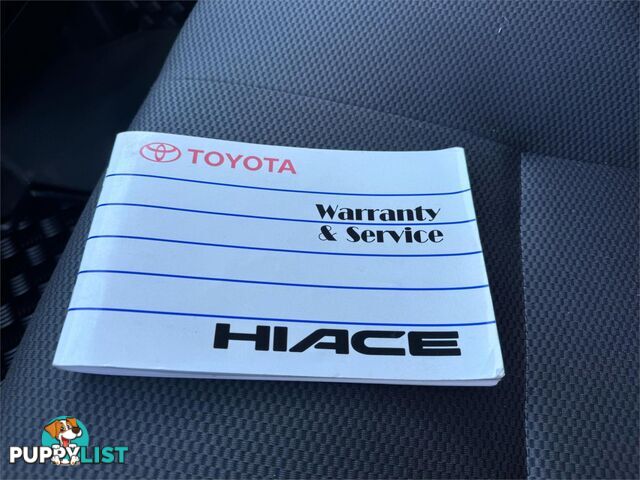 TOYOTA
Warranty
& Service
HIACE
PUPPYLIST